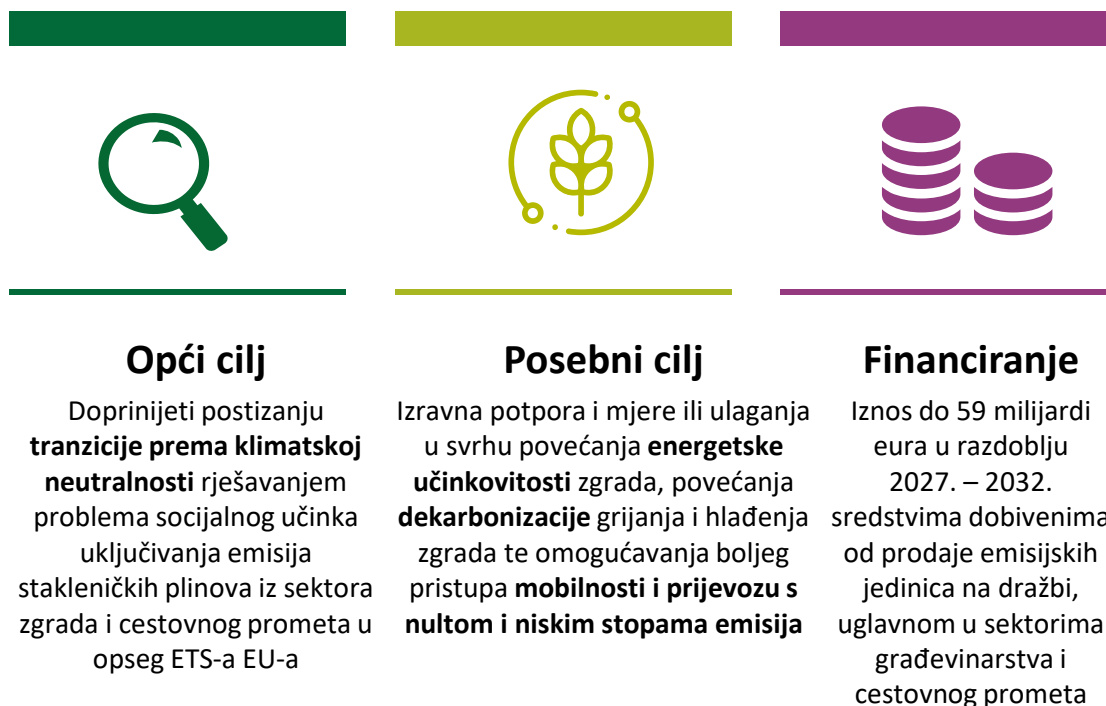 Opći cilj
Doprinijeti postizanju
tranzicije prema klimatskoj
neutralnosti rješavanjem
problema socijalnog učinka
uključivanja emisija
stakleničkih plinova iz sektora
zgrada i cestovnog prometa u
opseg ETS-a EU-a
Posebni cilj
Izravna potpora i mjere ili ulaganja
u svrhu povećanja energetske
učinkovitosti zgrada, povećanja
dekarbonizacije grijanja i hlađenja
zgrada te omogućavanja boljeg
pristupa mobilnosti i prijevozu s
nultom i niskim stopama emisija
Financiranje
Iznos do 59 milijardi
eura u razdoblju
2027. – 2032.
sredstvima dobivenima
od prodaje emisijskih
jedinica na dražbi,
uglavnom u sektorima
građevinarstva i
cestovnog prometa